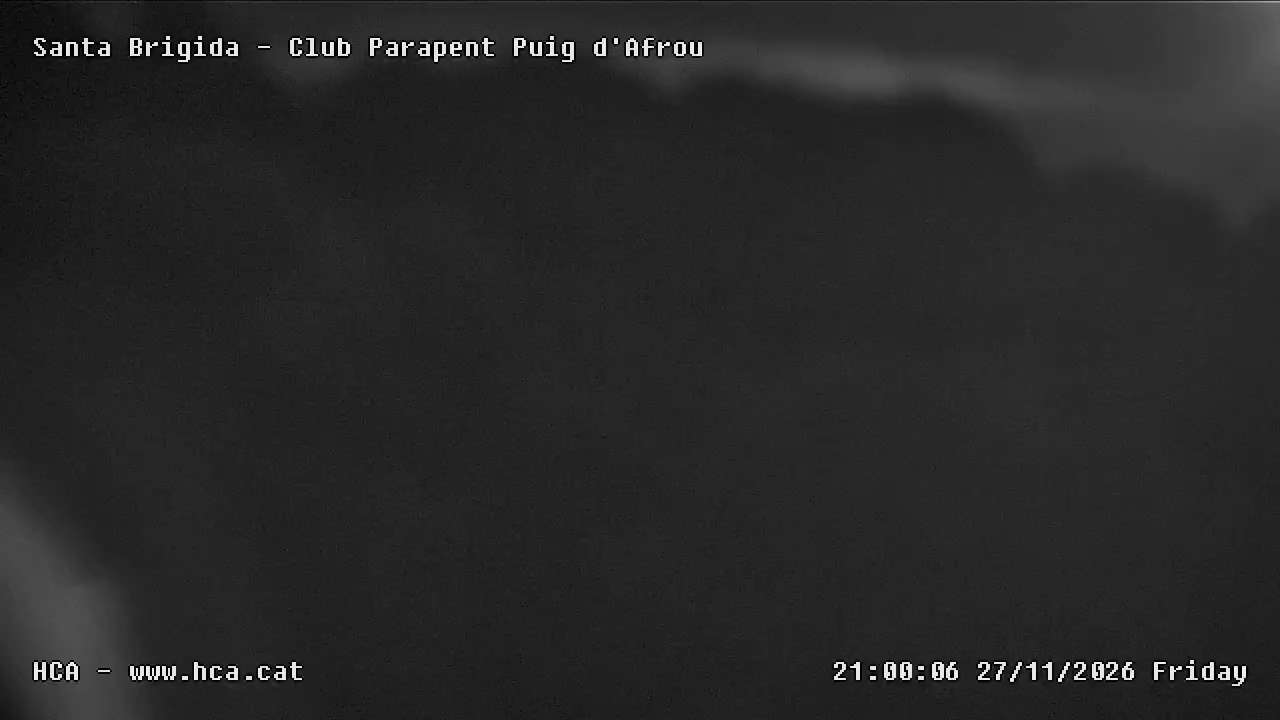 Santa Brigida - Club Parapent Puig d'Afrou
HCA - www.hca.cat
21:00:06 27/11/2026 Friday